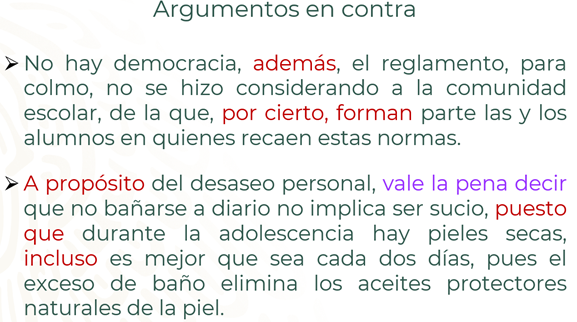 Argumentos en contra
➢ No hay democracia, además, el reglamento, para
colmo, no se hizo considerando a la comunidad
escolar, de la que, por cierto, forman parte las y los
alumnos en quienes recaen estas normas.
➢ A propósito del desaseo personal, vale la pena decir
que no bañarse a diario no implica ser sucio, puesto
que durante la adolescencia hay pieles secas,
incluso es mejor que sea cada dos días, pues el
exceso de baño elimina los aceites protectores
naturales de la piel.